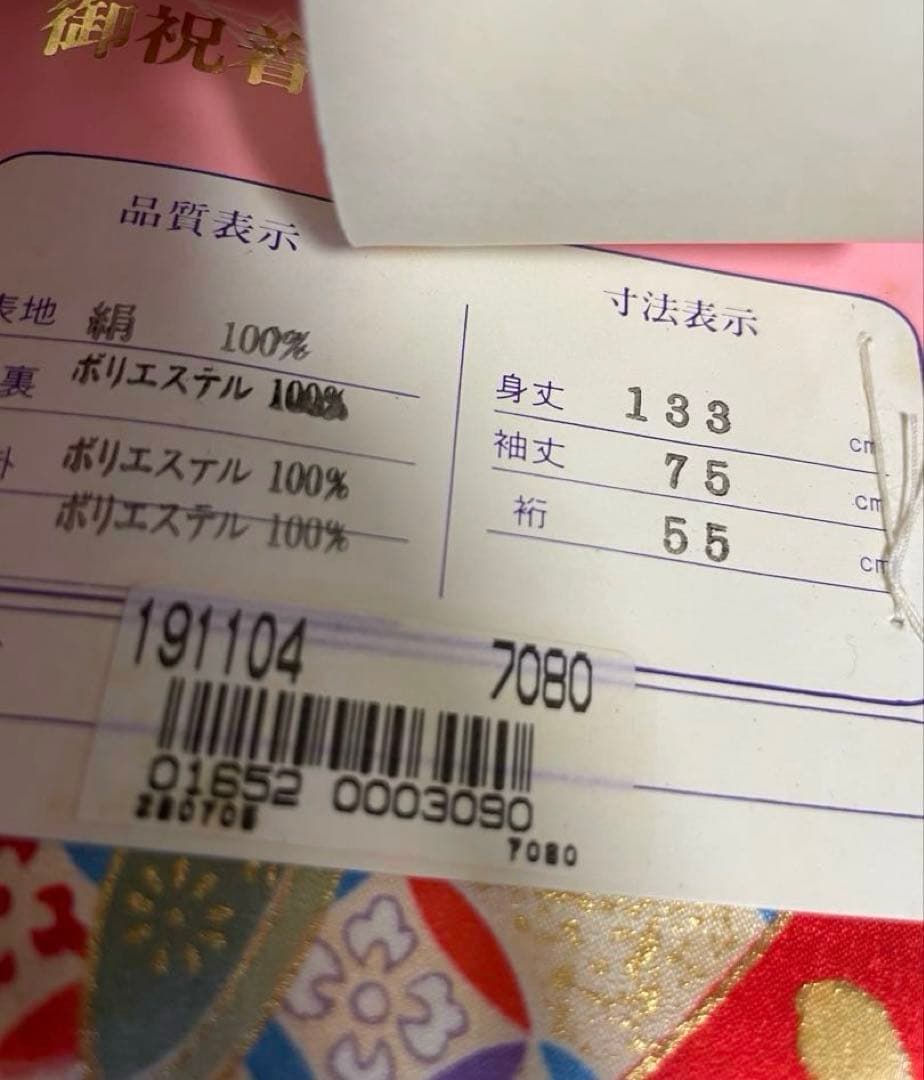 御祝着
品質表示
表地 絹 100%
裏 ポリエステル 100%
掛 ポリエステル 100%
ポリエステル 100%
寸法表示
身丈 133 cm
袖丈 75 cm
裄 55 cm
191104 7080
01652 0003090
7080